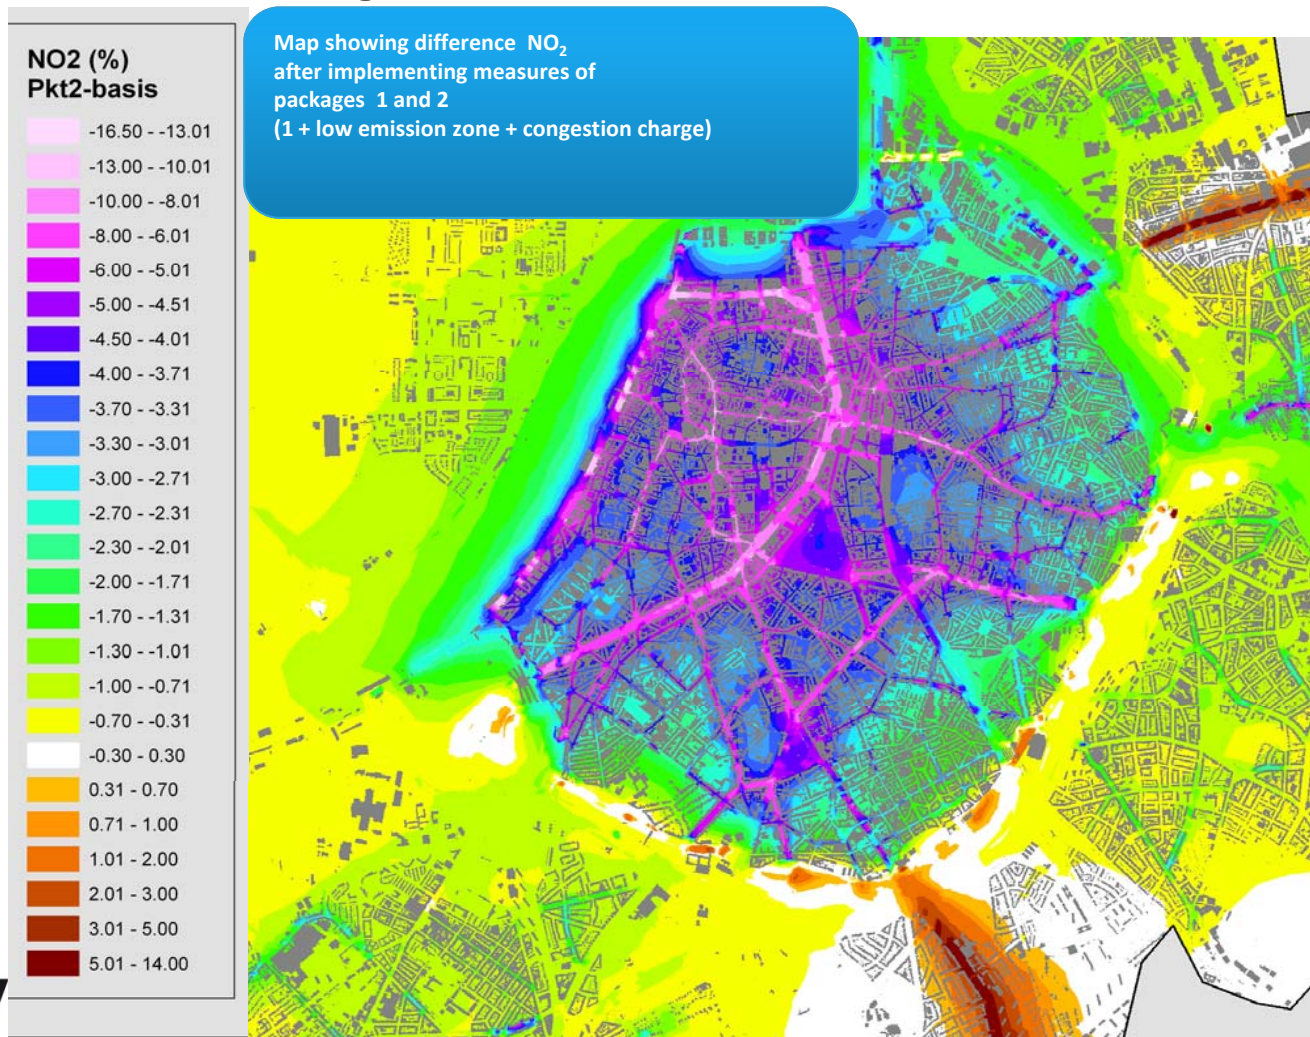 Map showing difference NO₂
after implementing measures of
packages 1 and 2
(1 + low emission zone + congestion charge)
NO2 (%)
Pkt2-basis
-16.50 - -13.01
-13.00 - -10.01
-10.00 - -8.01
-8.00 - -6.01
-6.00 - -5.01
-5.00 - -4.51
-4.50 - -4.01
-4.00 - -3.71
-3.70 - -3.31
-3.30 - -3.01
-3.00 - -2.71
-2.70 - -2.31
-2.30 - -2.01
-2.00 - -1.71
-1.70 - -1.31
-1.30 - -1.01
-1.00 - -0.71
-0.70 - -0.31
-0.30 - 0.30
0.31 - 0.70
0.71 - 1.00
1.01 - 2.00
2.01 - 3.00
3.01 - 5.00
5.01 - 14.00